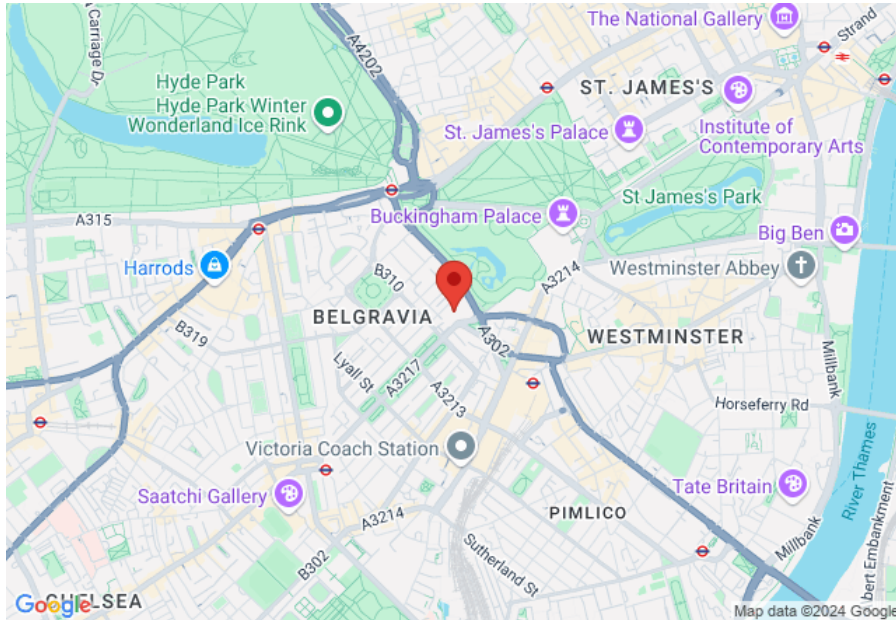 The National Gallery
Strand
A Carriage Dr
A4202
Hyde Park
Hyde Park Winter
Wonderland Ice Rink
ST. JAMES'S
St. James's Palace
Institute of
Contemporary Arts
St James's Park
A315
Buckingham Palace
Big Ben
Harrods
B310
A3214
Westminster Abbey
BELGRAVIA
B319
A302
WESTMINSTER
Lyall St
A3217
A3213
Millbank
Horseferry Rd
Victoria Coach Station
Saatchi Gallery
Tate Britain
River Thames
A3214
PIMLICO
B302
Sutherland St
Millbank
bert Embankment
CHELSEA
Google
Map data ©2024 Google